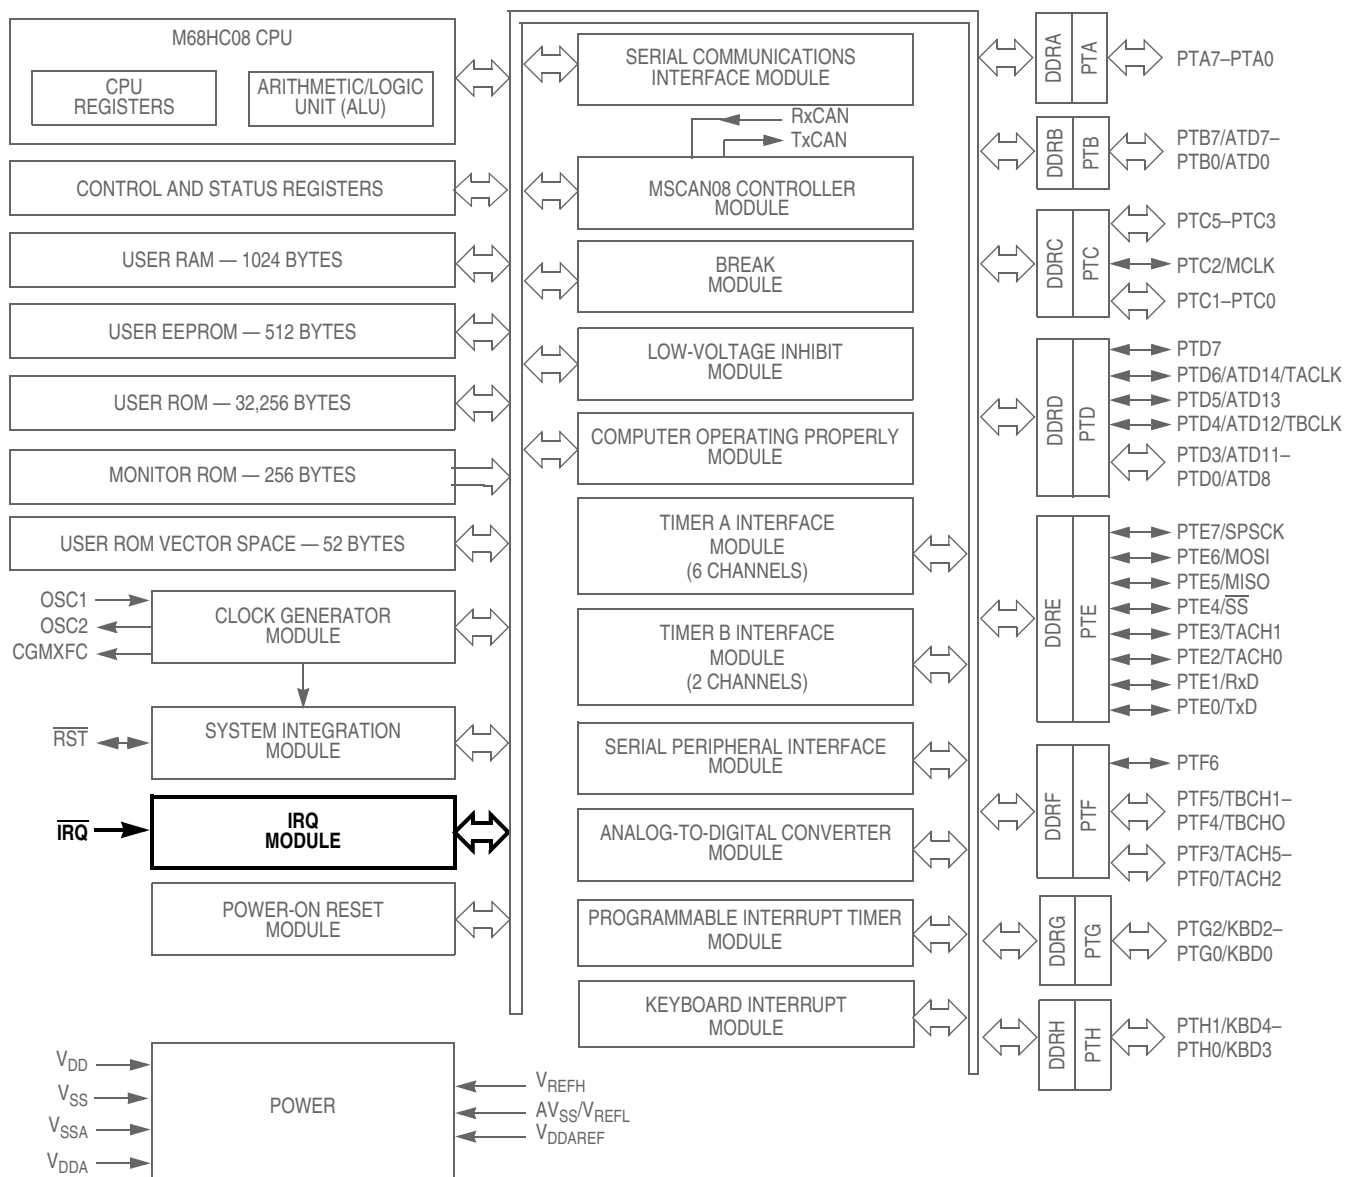 M68HC08 CPU
CPU
REGISTERS
ARITHMETIC/LOGIC
UNIT (ALU)
CONTROL AND STATUS REGISTERS
USER RAM — 1024 BYTES
USER EEPROM — 512 BYTES
USER ROM — 32,256 BYTES
MONITOR ROM — 256 BYTES
USER ROM VECTOR SPACE — 52 BYTES
OSC1
OSC2
CGMXFC
CLOCK GENERATOR
MODULE
RST
SYSTEM INTEGRATION
MODULE
IRQ
IRQ
MODULE
POWER-ON RESET
MODULE
VDD
VSS
VSSA
VDDA
POWER
VREFH
AVSS/VREFL
VDDAREF
SERIAL COMMUNICATIONS
INTERFACE MODULE
RxCAN
TxCAN
MSCAN08 CONTROLLER
MODULE
BREAK
MODULE
LOW-VOLTAGE INHIBIT
MODULE
COMPUTER OPERATING PROPERLY
MODULE
TIMER A INTERFACE
MODULE
(6 CHANNELS)
TIMER B INTERFACE
MODULE
(2 CHANNELS)
SERIAL PERIPHERAL INTERFACE
MODULE
ANALOG-TO-DIGITAL CONVERTER
MODULE
PROGRAMMABLE INTERRUPT TIMER
MODULE
KEYBOARD INTERRUPT
MODULE
DDRA
PTA
PTA7–PTA0
DDRB
PTB
PTB7/ATD7–
PTB0/ATD0
DDRC
PTC
PTC5–PTC3
PTC2/MCLK
PTC1–PTC0
DDRD
PTD
PTD7
PTD6/ATD14/TACLK
PTD5/ATD13
PTD4/ATD12/TBCLK
PTD3/ATD11–
PTD0/ATD8
DDRE
PTE
PTE7/SPSCK
PTE6/MOSI
PTE5/MISO
PTE4/SS
PTE3/TACH1
PTE2/TACH0
PTE1/RxD
PTE0/TxD
DDRF
PTF
PTF6
PTF5/TBCH1–
PTF4/TBCHO
PTF3/TACH5–
PTF0/TACH2
DDRG
PTG
PTG2/KBD2–
PTG0/KBD0
DDRH
PTH
PTH1/KBD4–
PTH0/KBD3